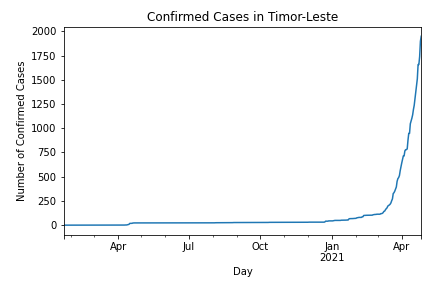 Confirmed Cases in Timor-Leste
Number of Confirmed Cases
2000
1750
1500
1250
1000
750
500
250
0
Apr Jul Oct Jan Apr
2021
Day